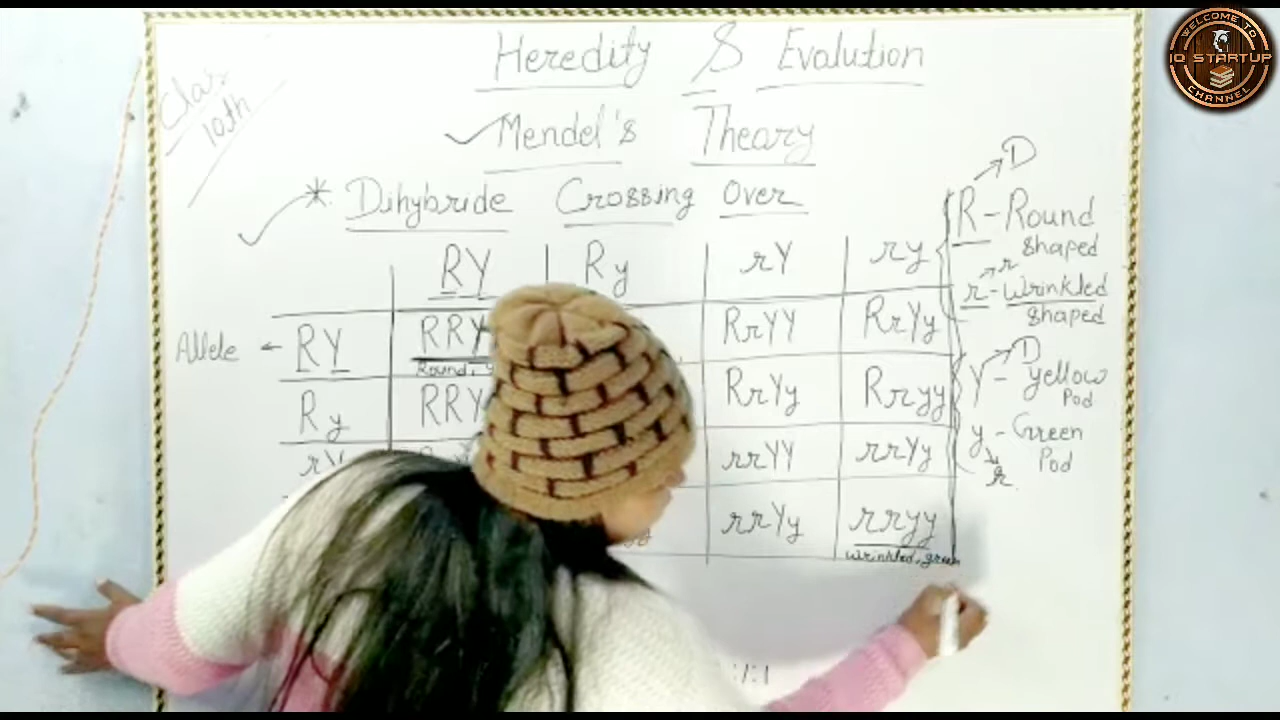 WELCOME TO
IQ STARTUP
CHANNEL
Heredity & Evalution
Class
10th
Mendel's Theary
* Dihybride Crossing Over
RY Ry rY ry
Allele ← RY RRY RrYY RrYy
Round,
Ry RRY RrYy Rryy
rY rrYY rrYy
rrYy rryy
wrinkled, green
D
R - Round
shaped
r
r - wrinkled
shaped
D
Y - yellow
Pod
y - Green
Pod
r